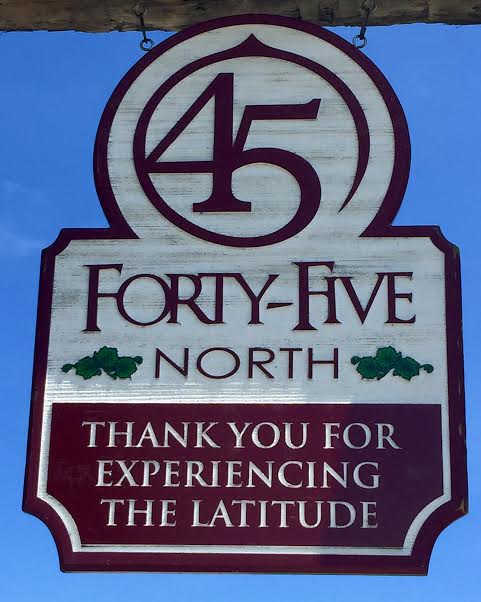 45
FORTY-FIVE
NORTH
THANK YOU FOR
EXPERIENCING
THE LATITUDE